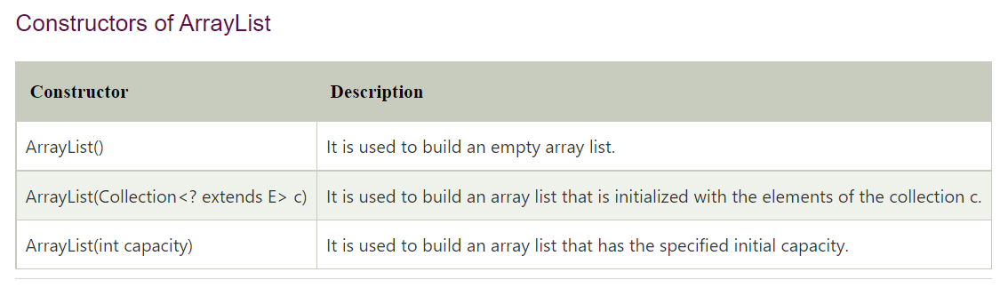 Constructors of ArrayList
Constructor Description
ArrayList() It is used to build an empty array list.
ArrayList(Collection<? extends E> c) It is used to build an array list that is initialized with the elements of the collection c.
ArrayList(int capacity) It is used to build an array list that has the specified initial capacity.